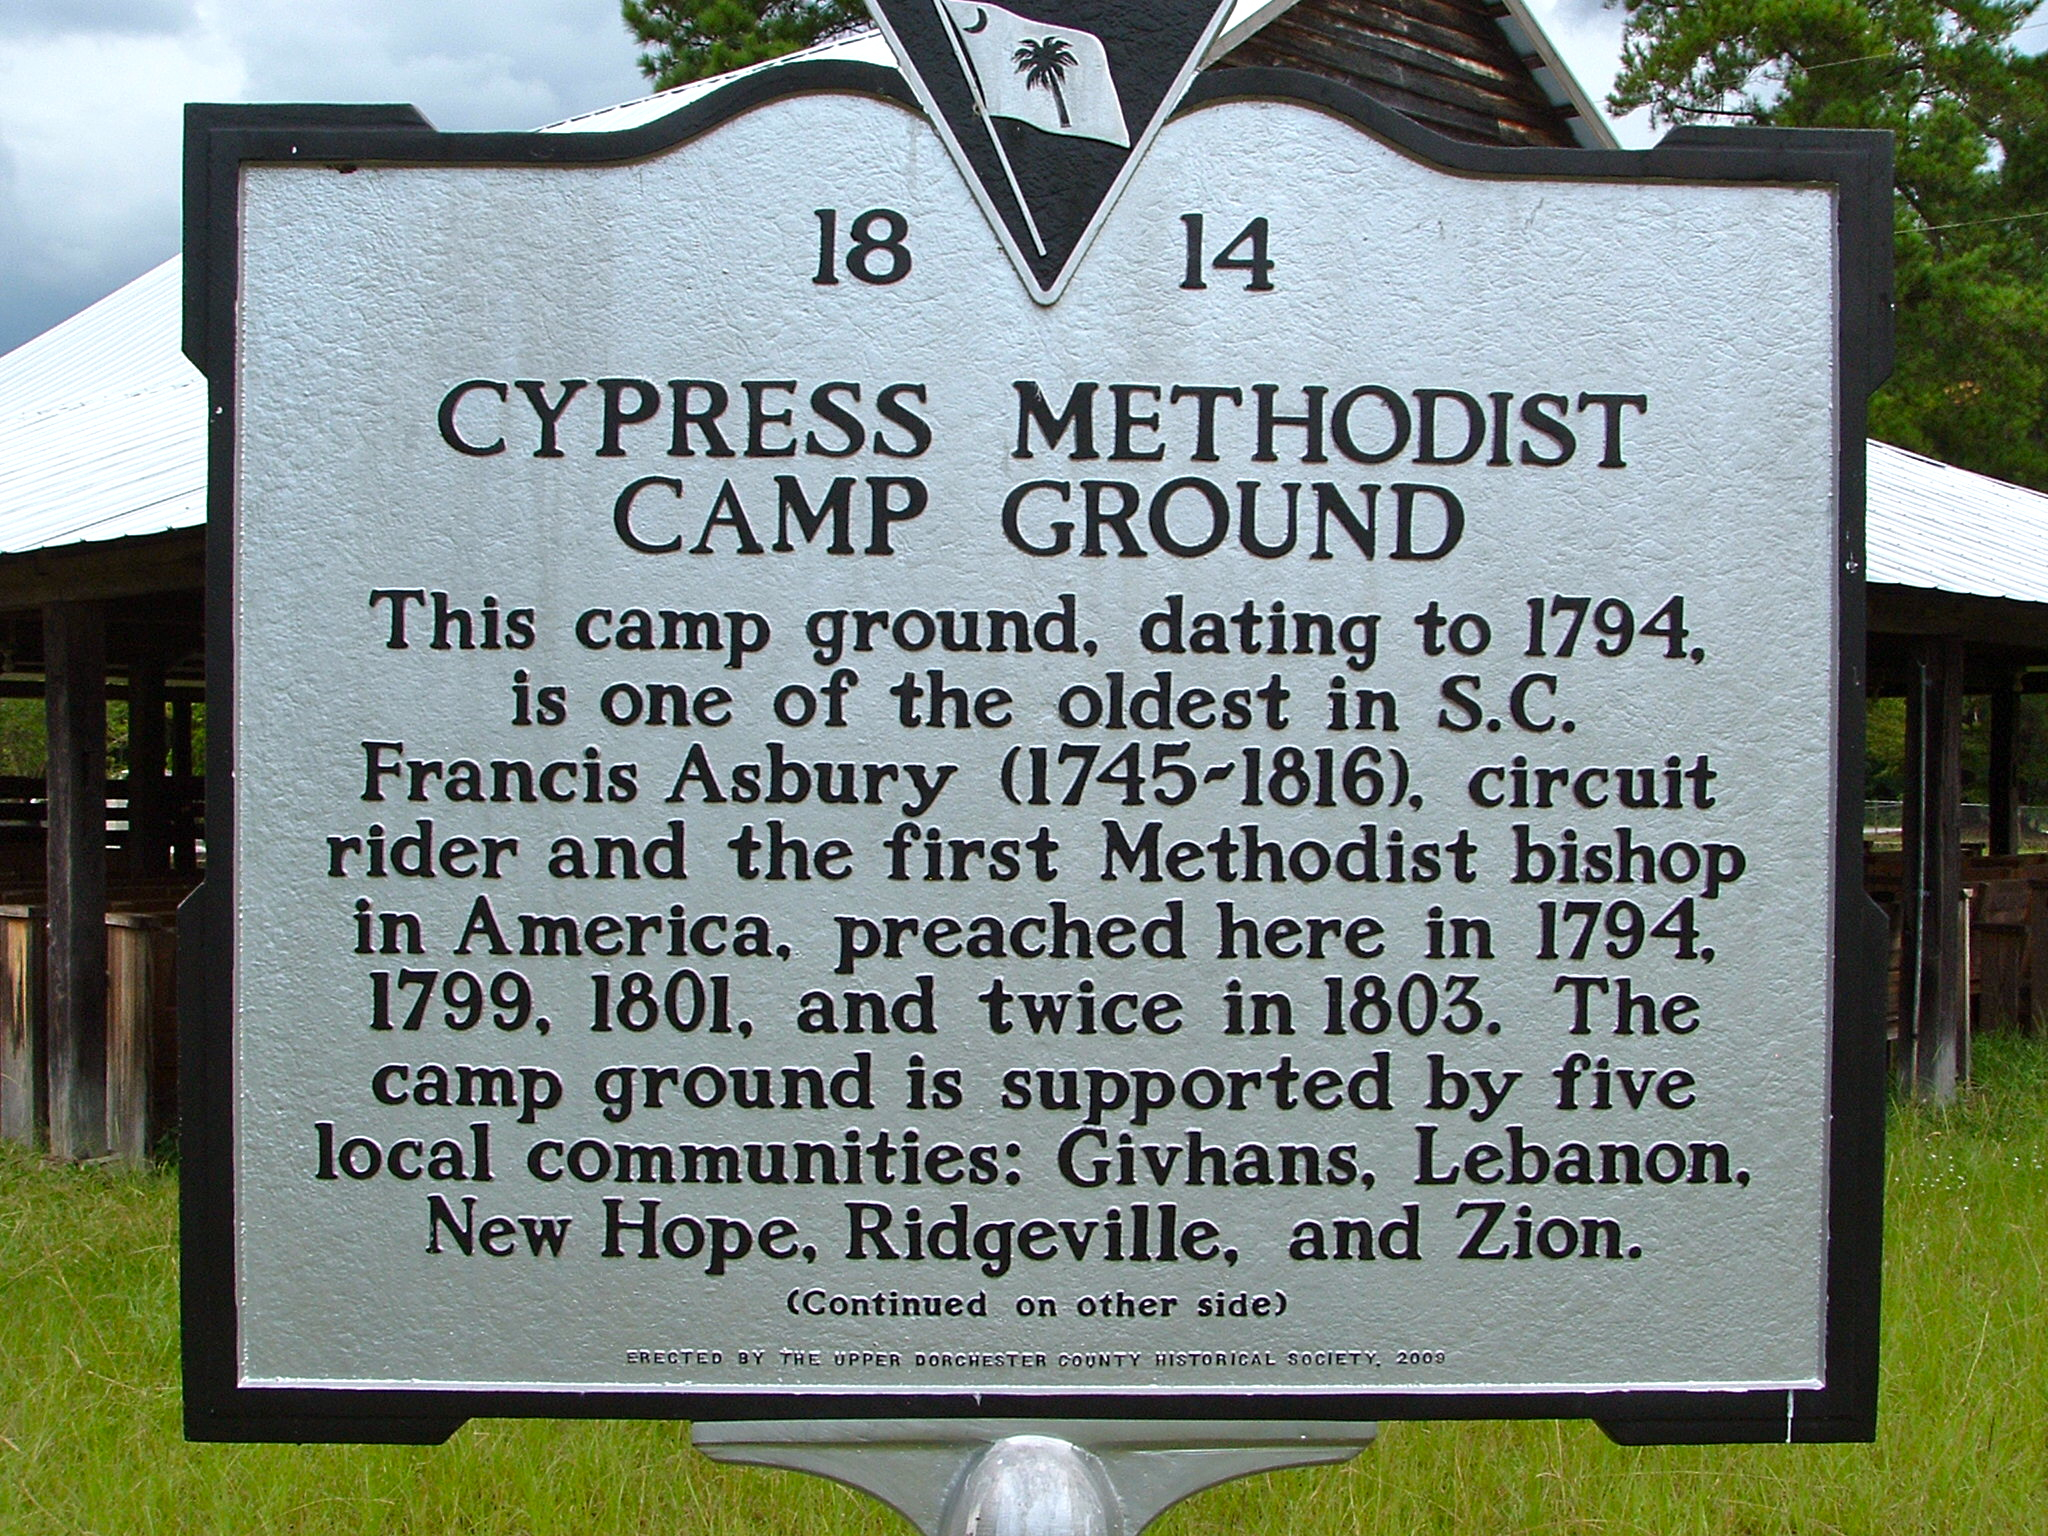 18 14
CYPRESS METHODIST
CAMP GROUND
This camp ground, dating to 1794,
is one of the oldest in S.C.
Francis Asbury (1745-1816), circuit
rider and the first Methodist bishop
in America, preached here in 1794,
1799, 1801, and twice in 1803. The
camp ground is supported by five
local communities: Givhans, Lebanon,
New Hope, Ridgeville, and Zion.
(Continued on other side)
ERECTED BY THE UPPER DORCHESTER COUNTY HISTORICAL SOCIETY, 2009